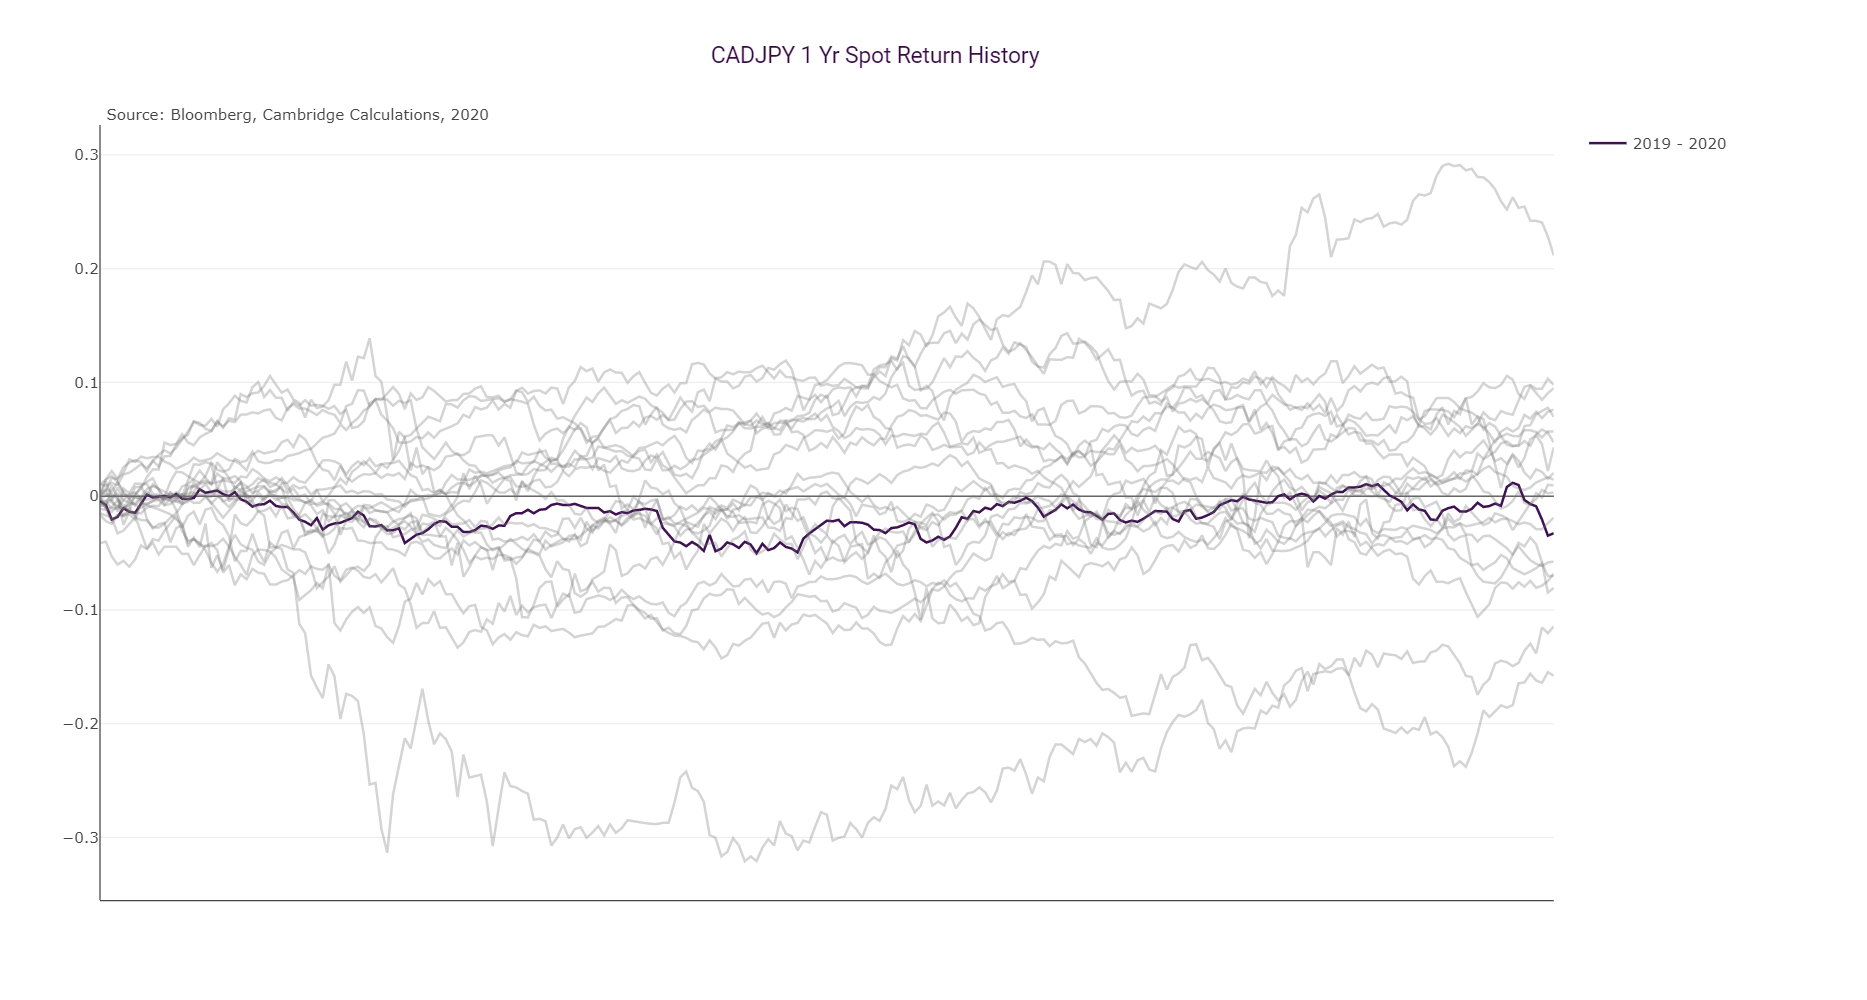 CADJPY 1 Yr Spot Return History
Source: Bloomberg, Cambridge Calculations, 2020
2019 - 2020
0.3
0.2
0.1
0
−0.1
−0.2
−0.3